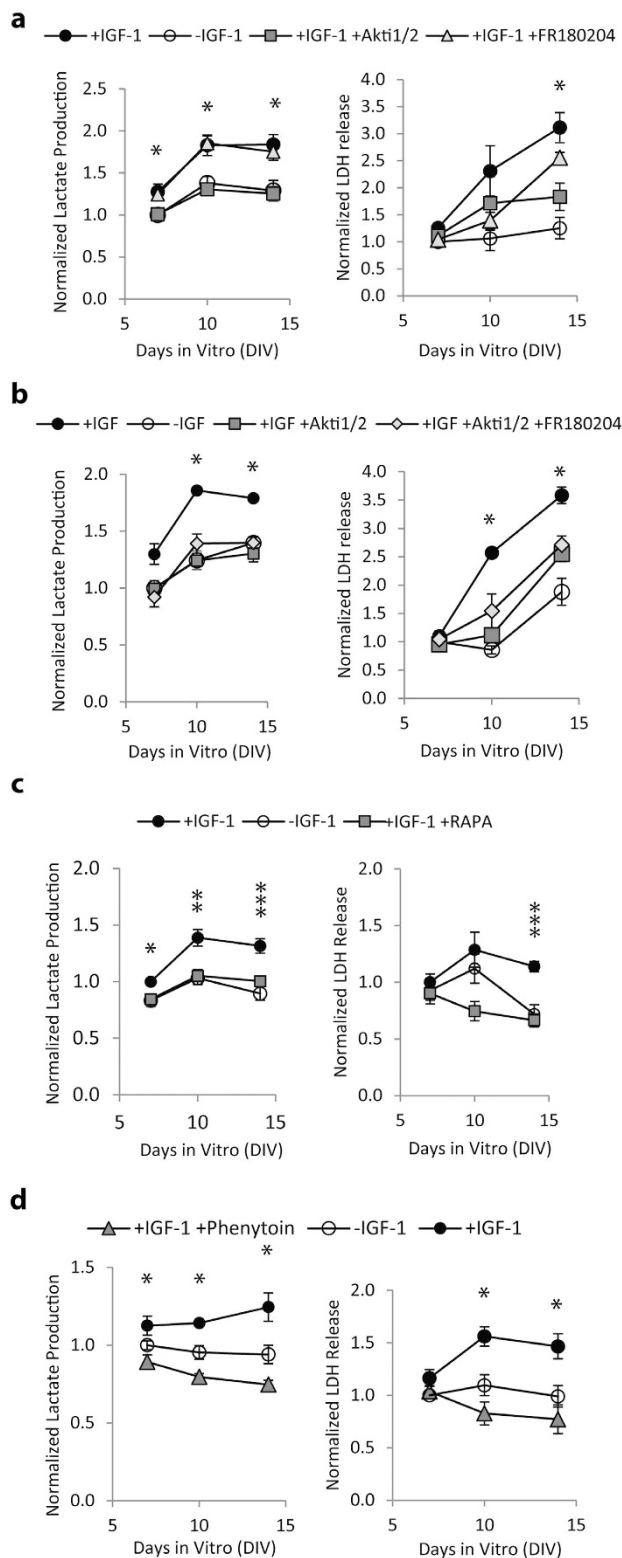 a
+IGF-1 -IGF-1 +IGF-1 +Akti1/2 +IGF-1 +FR180204
Normalized Lactate Production
2.5
2.0
1.5
1.0
0.5
0.0
* * *
5 10 15
Days in Vitro (DIV)
Normalized LDH release
4.0
3.5
3.0
2.5
2.0
1.5
1.0
0.5
0.0
*
5 10 15
Days in Vitro (DIV)
b
+IGF -IGF +IGF +Akti1/2 +IGF +Akti1/2 +FR180204
Normalized Lactate Production
2.0
1.5
1.0
0.5
0.0
* *
5 10 15
Days in Vitro (DIV)
Normalized LDH release
4.0
3.5
3.0
2.5
2.0
1.5
1.0
0.5
0.0
* *
5 10 15
Days in Vitro (DIV)
c
+IGF-1 -IGF-1 +IGF-1 +RAPA
Normalized Lactate Production
2.0
1.5
1.0
0.5
0.0
* ** ***
5 10 15
Days in Vitro (DIV)
Normalized LDH Release
2.0
1.5
1.0
0.5
0.0
***
5 10 15
Days in Vitro (DIV)
d
+IGF-1 +Phenytoin -IGF-1 +IGF-1
Normalized Lactate Production
1.5
1.0
0.5
0.0
* * *
5 10 15
Days in Vitro (DIV)
Normalized LDH Release
2.0
1.5
1.0
0.5
0.0
* *
5 10 15
Days in Vitro (DIV)